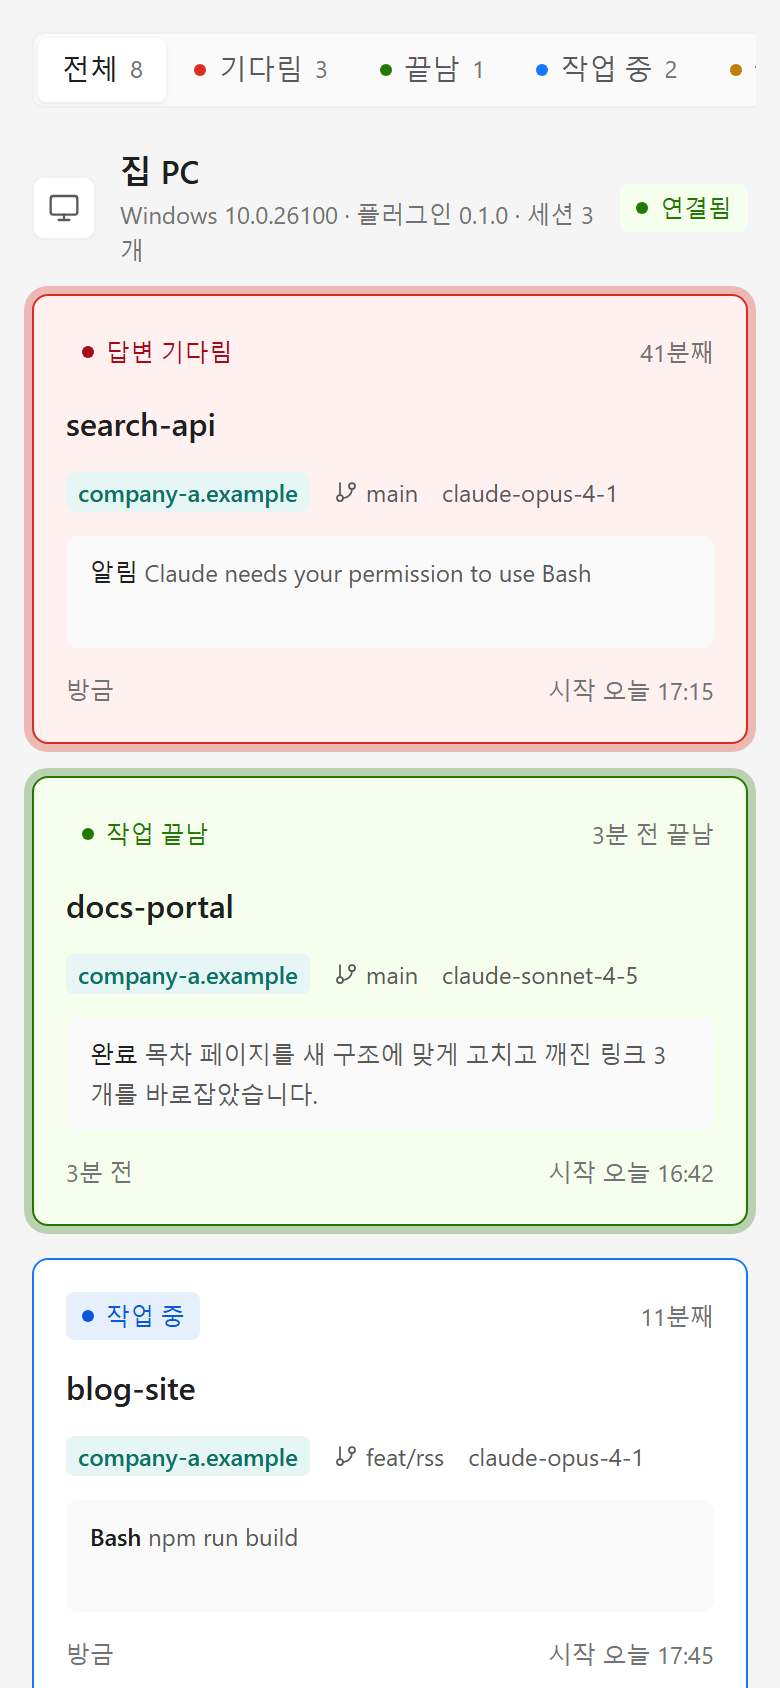 전체 8 기다림 3 끝남 1 작업 중 2
집 PC
Windows 10.0.26100 · 플러그인 0.1.0 · 세션 3
개
연결됨
답변 기다림 41분째
search-api
company-a.example main claude-opus-4-1
알림 Claude needs your permission to use Bash
방금 시작 오늘 17:15
작업 끝남 3분 전 끝남
docs-portal
company-a.example main claude-sonnet-4-5
완료 목차 페이지를 새 구조에 맞게 고치고 깨진 링크 3
개를 바로잡았습니다.
3분 전 시작 오늘 16:42
작업 중 11분째
blog-site
company-a.example feat/rss claude-opus-4-1
Bash npm run build
방금 시작 오늘 17:45